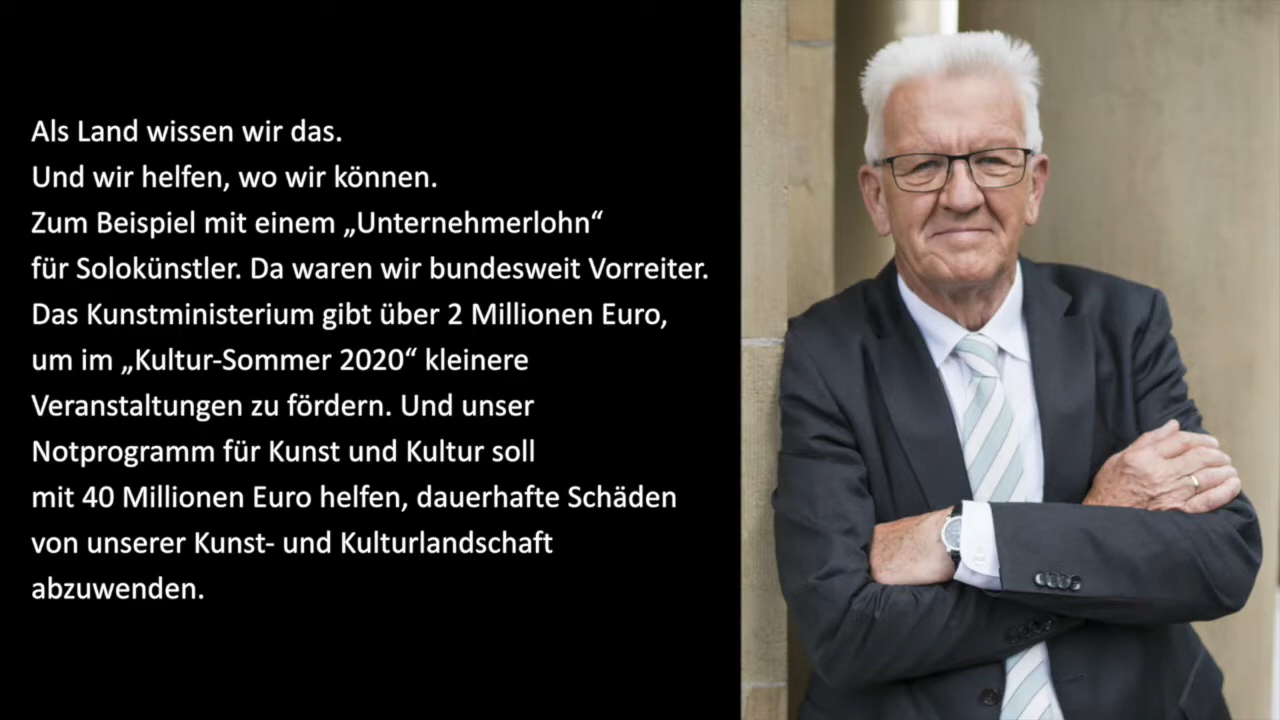 Als Land wissen wir das.
Und wir helfen, wo wir können.
Zum Beispiel mit einem „Unternehmerlohn“
für Solokünstler. Da waren wir bundesweit Vorreiter.
Das Kunstministerium gibt über 2 Millionen Euro,
um im „Kultur-Sommer 2020“ kleinere
Veranstaltungen zu fördern. Und unser
Notprogramm für Kunst und Kultur soll
mit 40 Millionen Euro helfen, dauerhafte Schäden
von unserer Kunst- und Kulturlandschaft
abzuwenden.